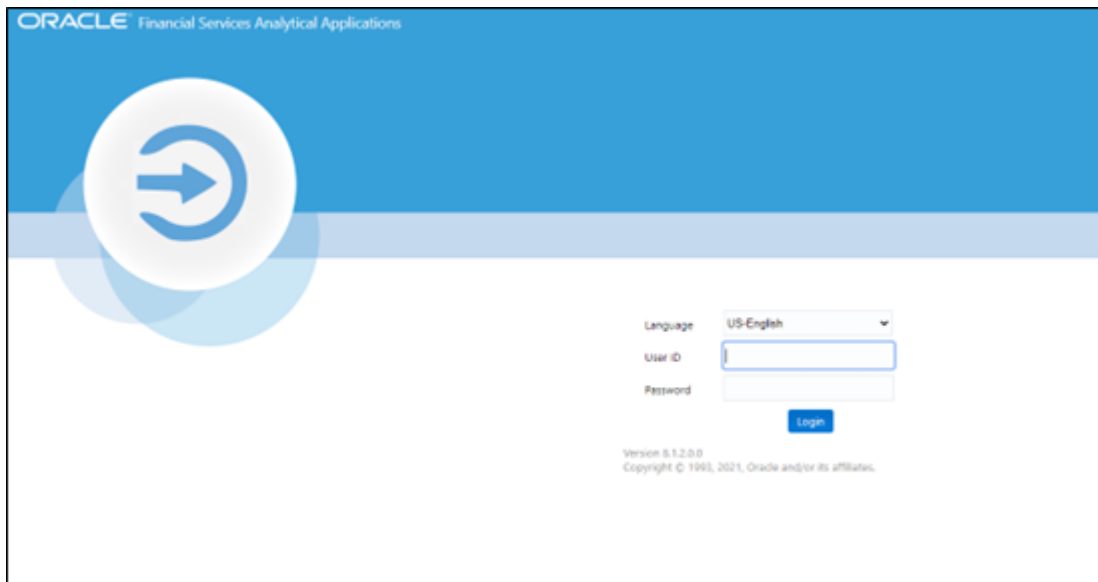 ORACLE Financial Services Analytical Applications
Language US-English
User ID
Password
Login
Version 8.1.2.0.0
Copyright © 1993, 2021, Oracle and/or its affiliates.